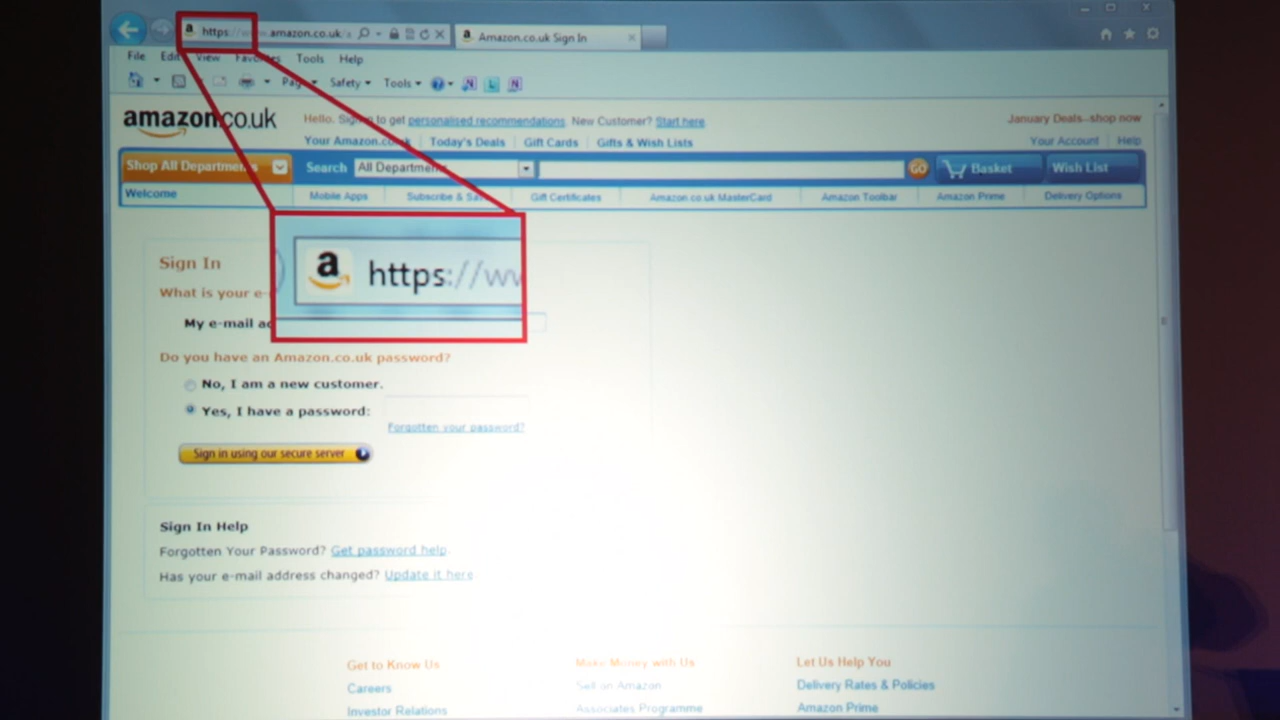 https://www.amazon.co.uk/
Amazon.co.uk Sign In
File Edit View Favorites Tools Help
Safety Tools
amazon.co.uk
Hello. Sign to get personalised recommendations. New Customer? Start here.
January Deals--shop now
Your Amazon.co.uk Today's Deals Gift Cards Gifts & Wish Lists
Your Account Help
Shop All Departments Search All Departments GO Basket Wish List
Welcome Mobile Apps Subscribe & Gift Certificates Amazon.co.uk MasterCard Amazon Toolbar Amazon Prime Delivery Options
a https://ww
Sign In
What is your e-
My e-mail ad
Do you have an Amazon.co.uk password?
No, I am a new customer.
Yes, I have a password:
Forgotten your password?
Sign in using our secure server
Sign In Help
Forgotten Your Password? Get password help.
Has your e-mail address changed? Update it here
Get to Know Us Make Money with Us Let Us Help You
Careers Sell on Amazon Delivery Rates & Policies
Investor Relations Associates Programme Amazon Prime